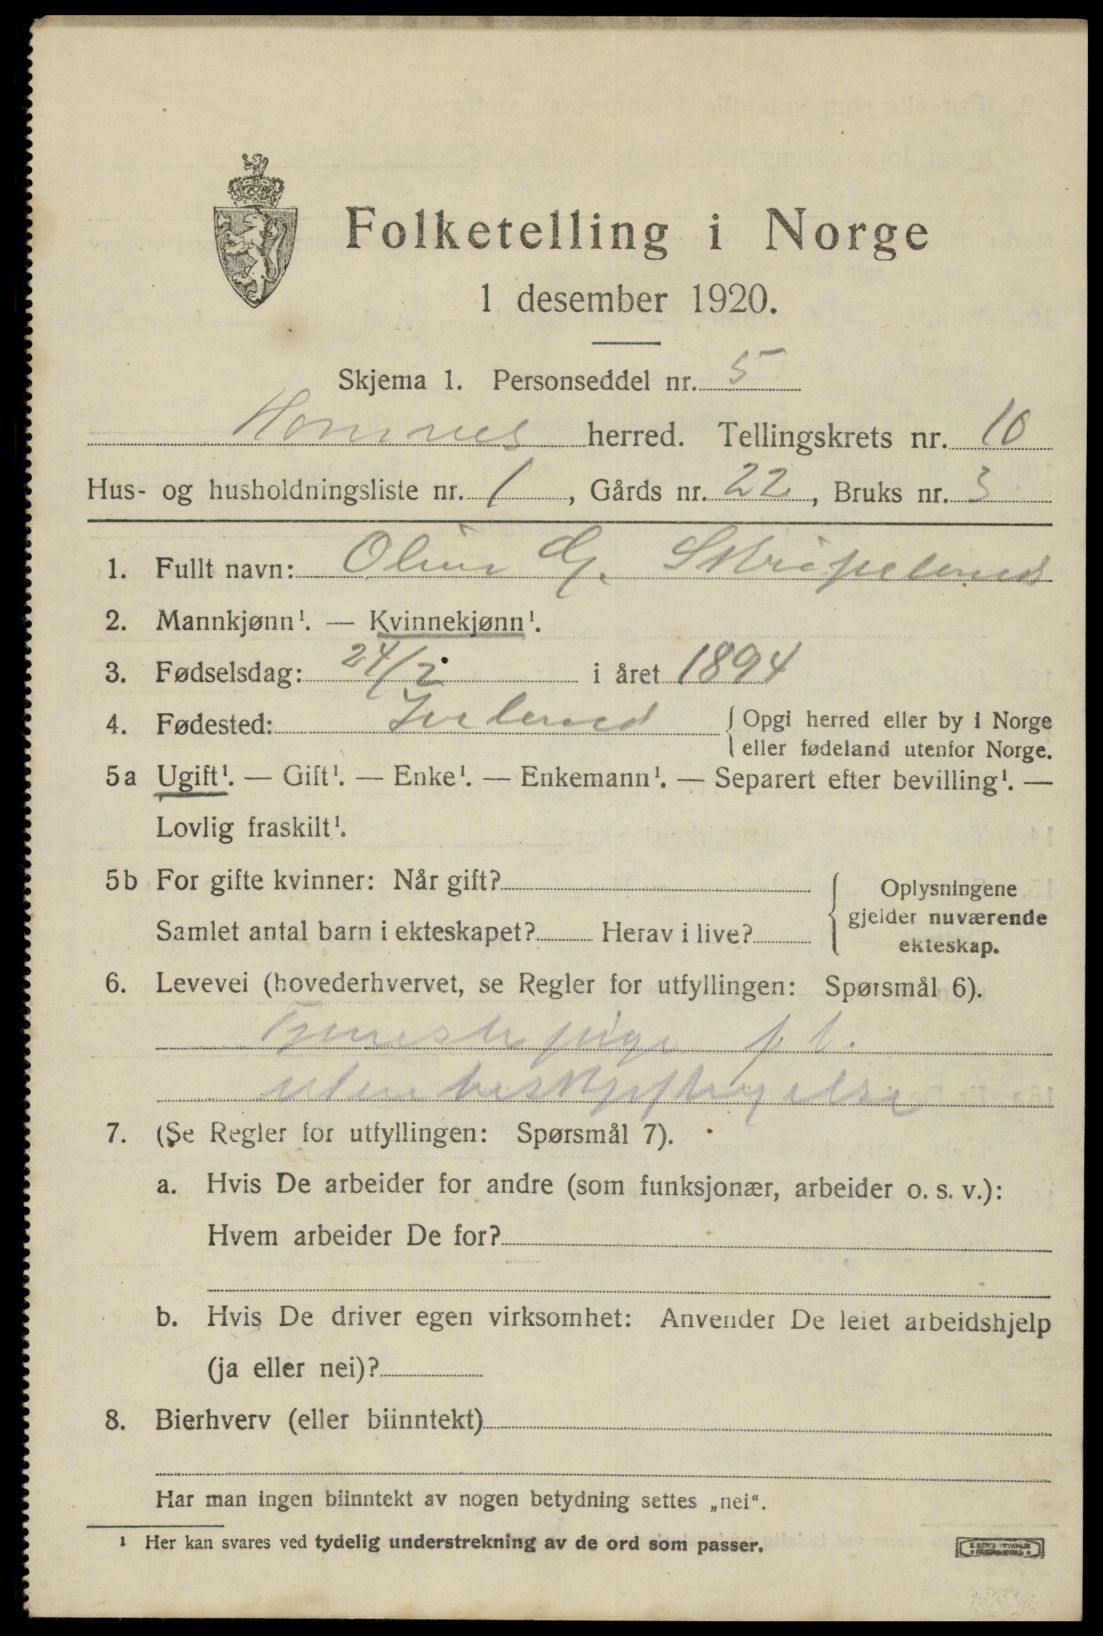 Folketelling i Norge
1 desember 1920.
Skjema 1. Personseddel nr. 5
Hornnes herred. Tellingskrets nr. 10
Hus- og husholdningsliste nr. 1, Gårds nr. 22, Bruks nr. 3
1. Fullt navn: G.
2. Mannkjønn¹. — Kvinnekjønn¹.
3. Fødselsdag: 24/2 i året 1894
4. Fødested: Iveland { Opgi herred eller by i Norge
eller fødeland utenfor Norge.
5a Ugift¹. — Gift¹. — Enke¹. — Enkemann¹. — Separert efter bevilling¹. —
Lovlig fraskilt¹.
5b For gifte kvinner: Når gift? { Oplysningene
gjelder nuværende
ekteskap.
Samlet antal barn i ekteskapet? Herav i live?
6. Levevei (hovederhvervet, se Regler for utfyllingen: Spørsmål 6).
Tjenestepige f. t.
uten beskjæftigelse
7. (Se Regler for utfyllingen: Spørsmål 7).
a. Hvis De arbeider for andre (som funksjonær, arbeider o. s. v.):
Hvem arbeider De for?
b. Hvis De driver egen virksomhet: Anvender De leiet arbeidshjelp
(ja eller nei)?
8. Bierhverv (eller biinntekt)
Har man ingen biinntekt av nogen betydning settes „nei“.
¹ Her kan svares ved tydelig understrekning av de ord som passer.